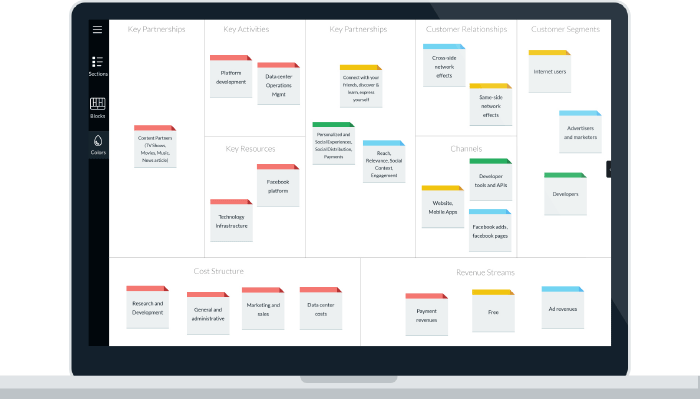 Sections
Blocks
Colors
Key Partnerships
Content Partners
(TV Shows,
Movies, Music,
News article)
Key Activities
Platform
development
Data center
Operations
Mgmt
Key Resources
Facebook
platform
Technology
Infrastructure
Key Partnerships
Connect with your
friends, discover &
learn, express
yourself
Personalized and
Social Experiences,
Social Distribution,
Payments
Reach,
Relevance, Social
Context,
Engagement
Customer Relationships
Cross-side
network
effects
Same-side
network
effects
Channels
Developer
tools and APIs
Website,
Mobile Apps
Facebook adds,
facebook pages
Customer Segments
Internet users
Advertisers
and marketers
Developers
Cost Structure
Research and
Development
General and
administrative
Marketing and
sales
Data center
costs
Revenue Streams
Payment
revenues
Free
Ad revenues